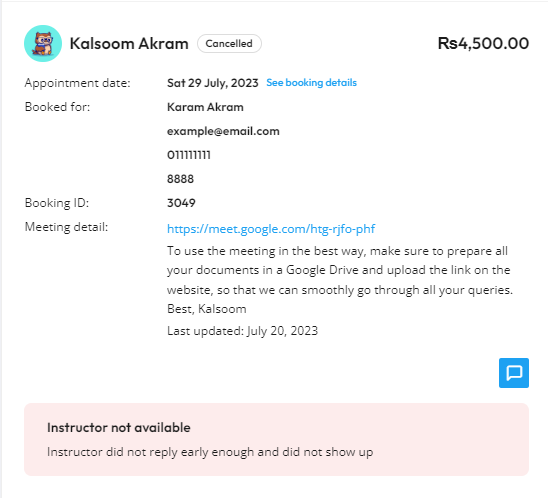 Kalsoom Akram Cancelled ₨4,500.00
Appointment date: Sat 29 July, 2023 See booking details
Booked for: Karam Akram
example@email.com
011111111
8888
Booking ID: 3049
Meeting detail: https://meet.google.com/htg-rjfo-phf
To use the meeting in the best way, make sure to prepare all
your documents in a Google Drive and upload the link on the
website, so that we can smoothly go through all your queries.
Best, Kalsoom
Last updated: July 20, 2023
Instructor not available
Instructor did not reply early enough and did not show up